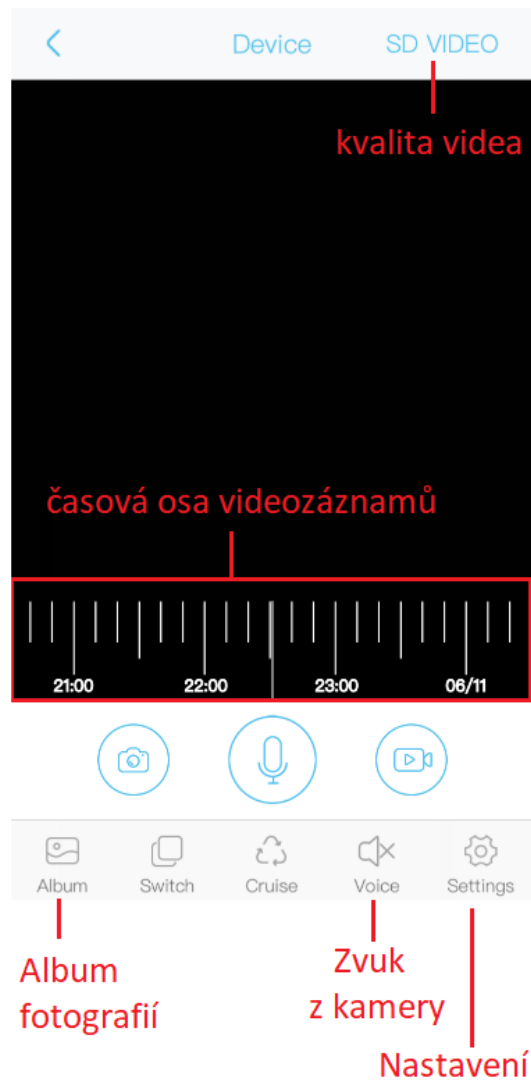 Device SD VIDEO
kvalita videa
časová osa videozáznamů
21:00 22:00 23:00 06/11
Album Switch Cruise Voice Settings
Album
fotografií
Zvuk
z kamery
Nastavení